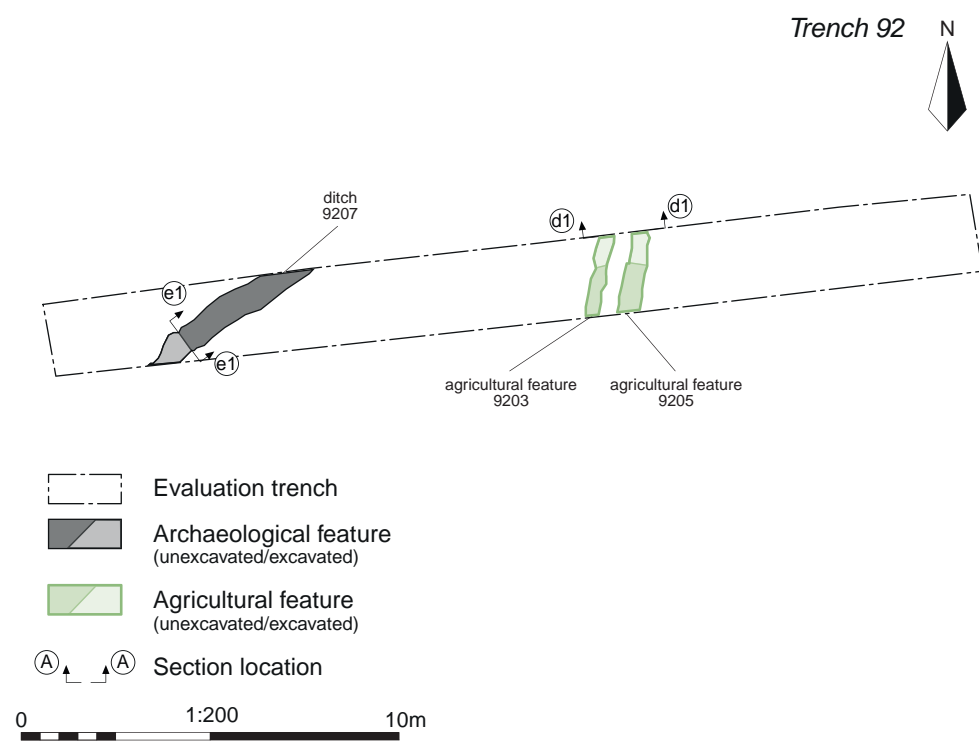 Trench 92
N
ditch
9207
d1
d1
e1
e1
agricultural feature
9203
agricultural feature
9205
Evaluation trench
Archaeological feature
(unexcavated/excavated)
Agricultural feature
(unexcavated/excavated)
A A Section location
0 1:200 10m